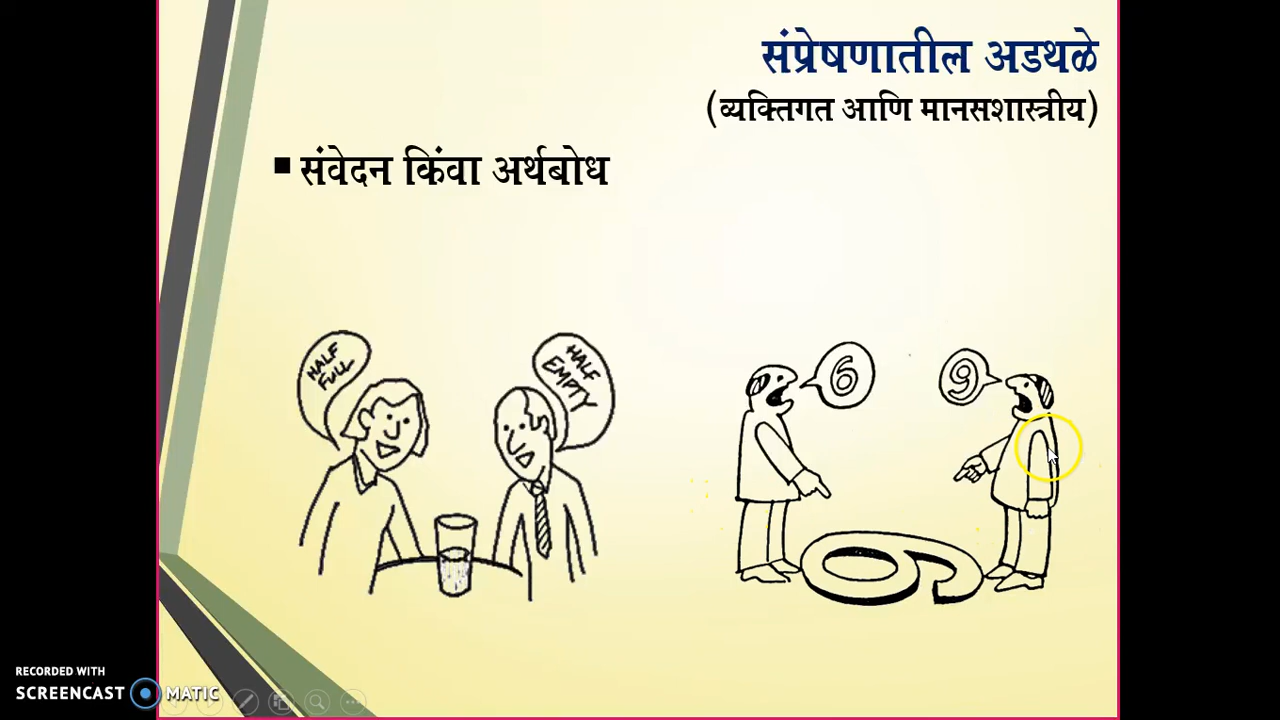 संप्रेषणातील अडथळे
(व्यक्तिगत आणि मानसशास्त्रीय)
संवेदन किंवा अर्थबोध
HALF
FULL
HALF
EMPTY
6
9
6
RECORDED WITH
SCREENCAST MATIC